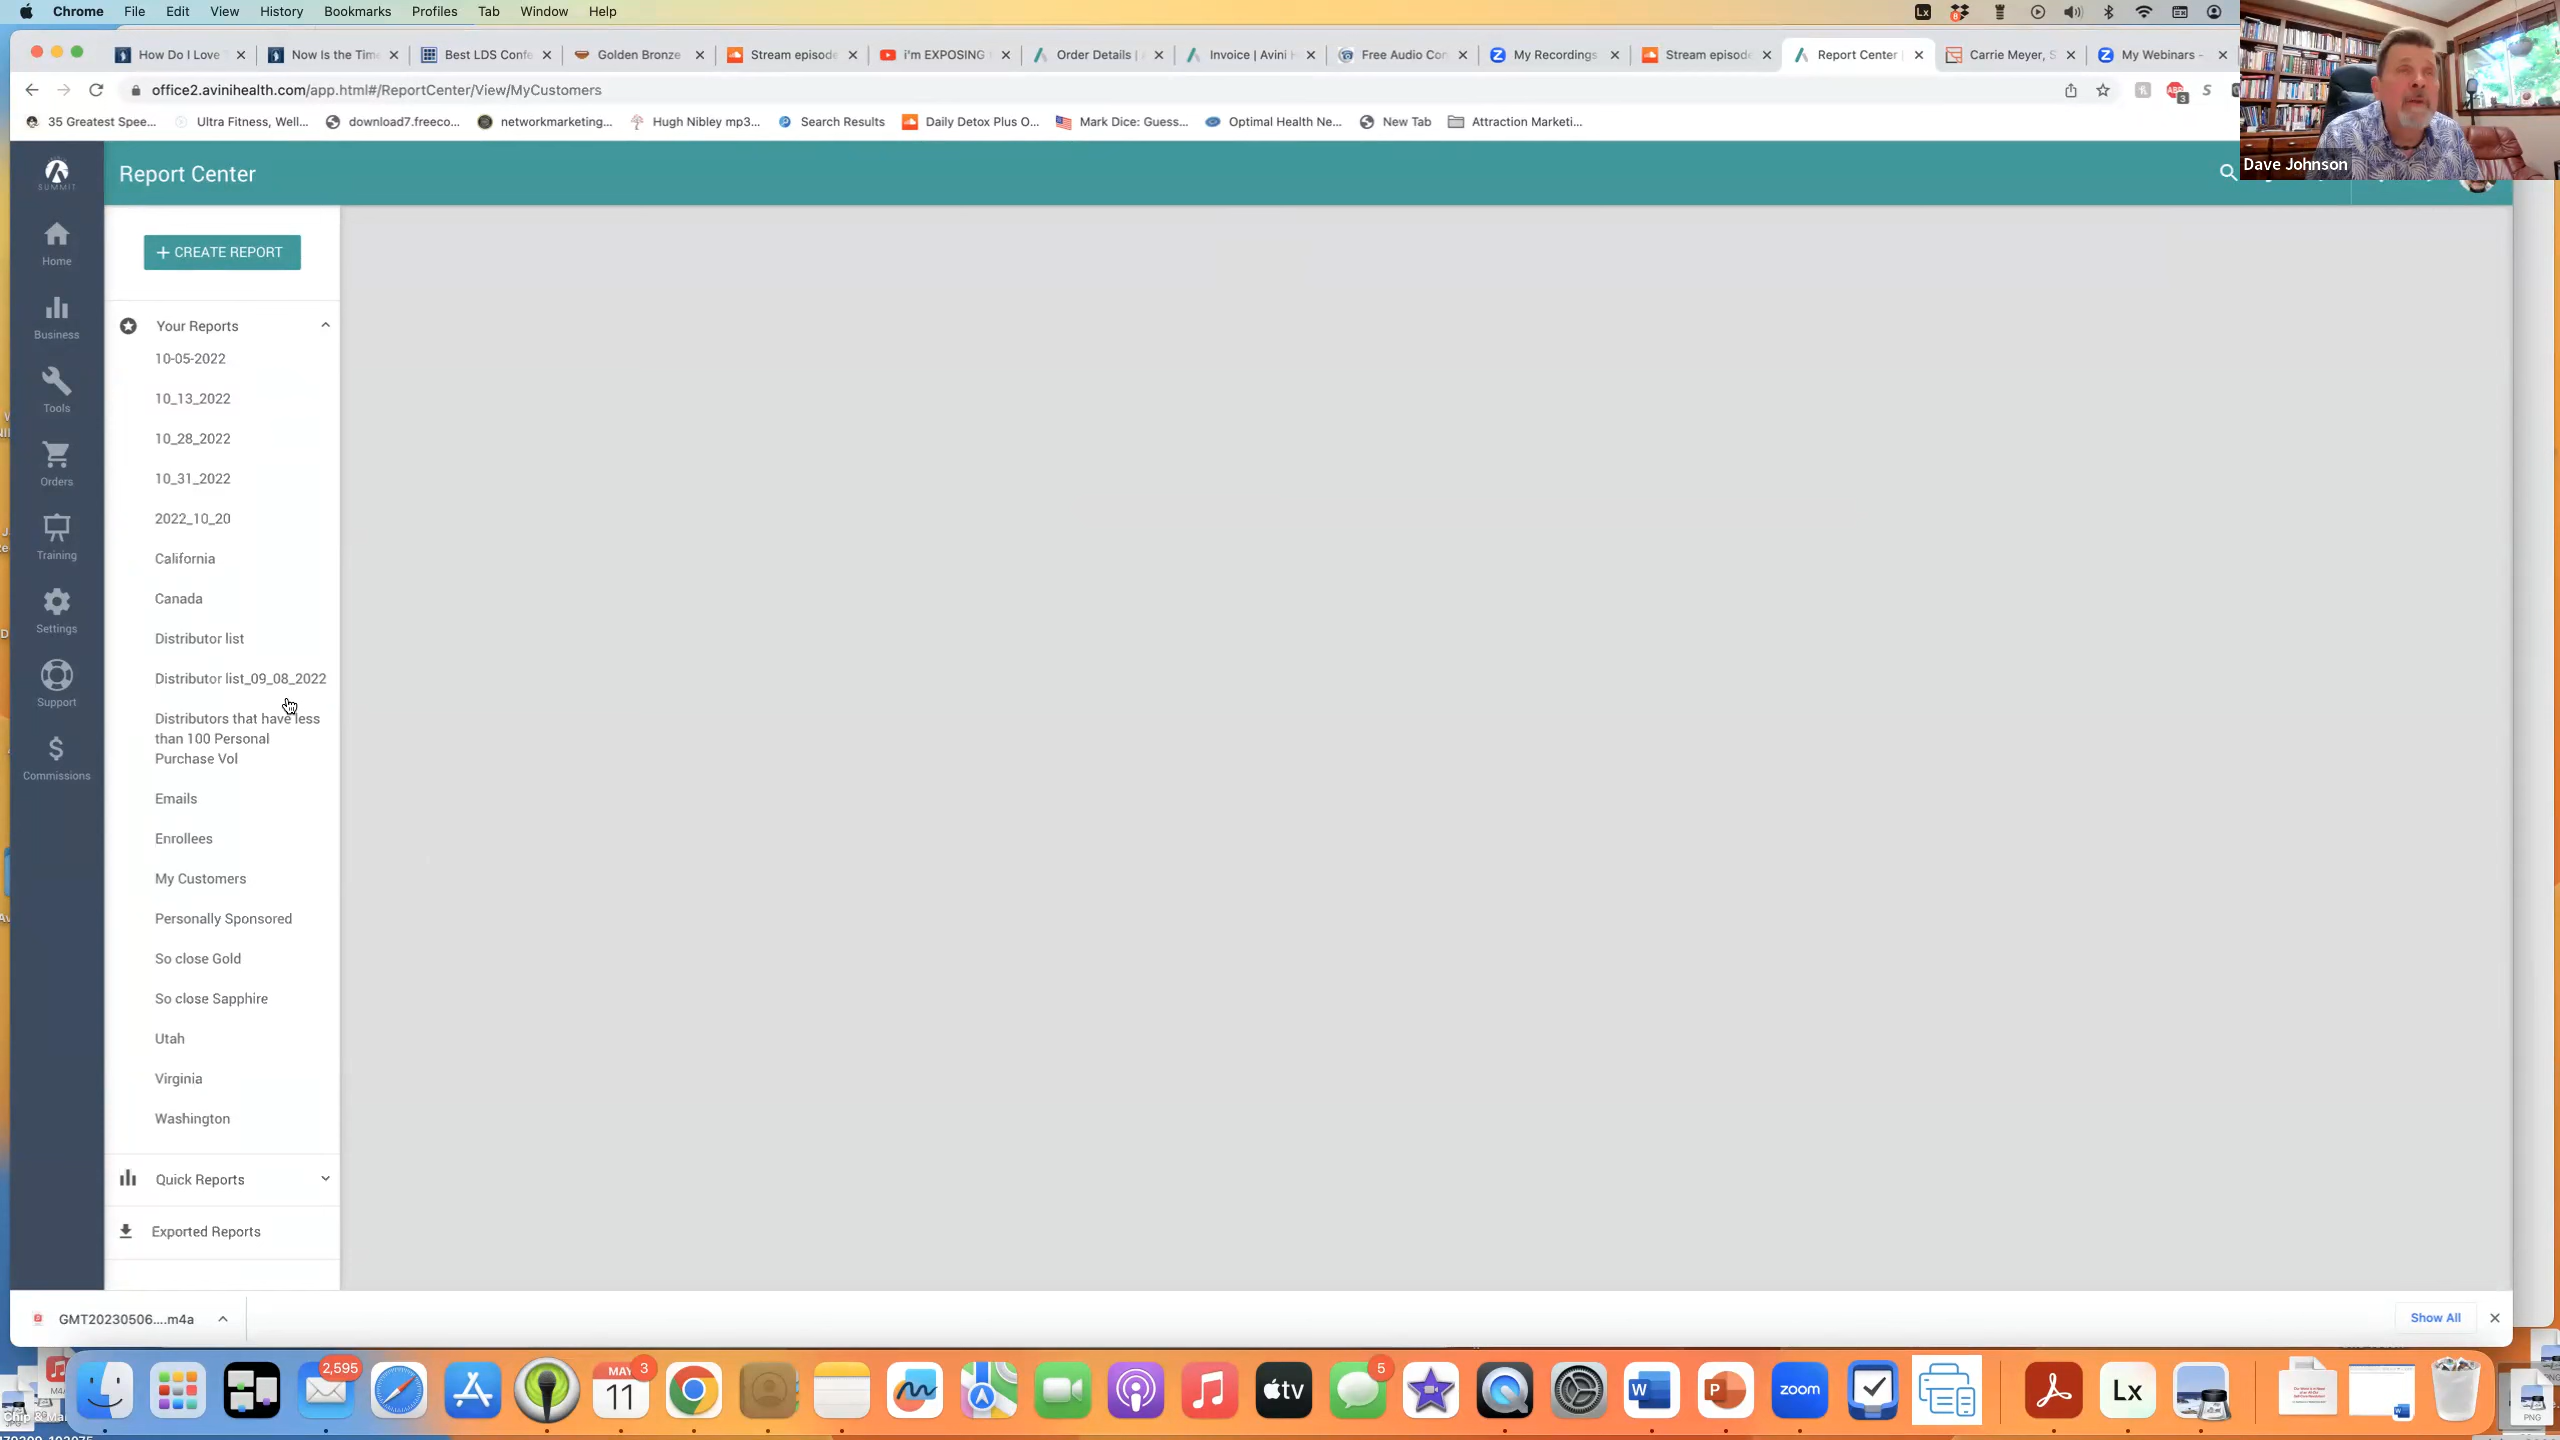 Chrome File Edit View History Bookmarks Profiles Tab Window Help
How Do I Love Now Is the Time Best LDS Confe Golden Bronze Stream episode i'm EXPOSING Order Details | Invoice | Avini H Free Audio Con My Recordings Stream episode Report Center | Carrie Meyer, S My Webinars -
office2.avinihealth.com/app.html#/ReportCenter/View/MyCustomers
35 Greatest Spee... Ultra Fitness, Well... download7.freeco... networkmarketing... Hugh Nibley mp3... Search Results Daily Detox Plus O... Mark Dice: Guess... Optimal Health Ne... New Tab Attraction Marketi...
Dave Johnson
SUMMIT
Report Center
Home
Business
Tools
Orders
Training
Settings
Support
Commissions
+ CREATE REPORT
Your Reports
10-05-2022
10_13_2022
10_28_2022
10_31_2022
2022_10_20
California
Canada
Distributor list
Distributor list_09_08_2022
Distributors that have less
than 100 Personal
Purchase Vol
Emails
Enrollees
My Customers
Personally Sponsored
So close Gold
So close Sapphire
Utah
Virginia
Washington
Quick Reports
Exported Reports
GMT20230506....m4a
Show All
2,595
MAY 3
11
tv
5
W
P
zoom
Lx
PNG